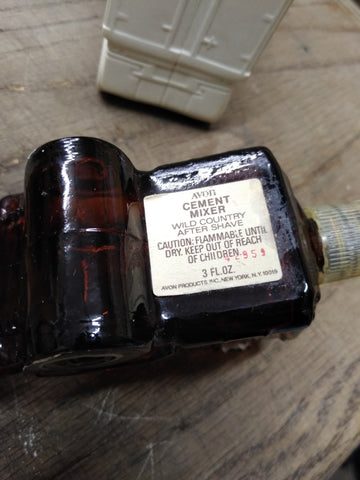 AVON
CEMENT
MIXER
WILD COUNTRY
AFTER SHAVE
CAUTION: FLAMMABLE UNTIL
DRY. KEEP OUT OF REACH
OF CHILDREN
3 FL.OZ.
AVON PRODUCTS, INC., NEW YORK, N.Y. 10019